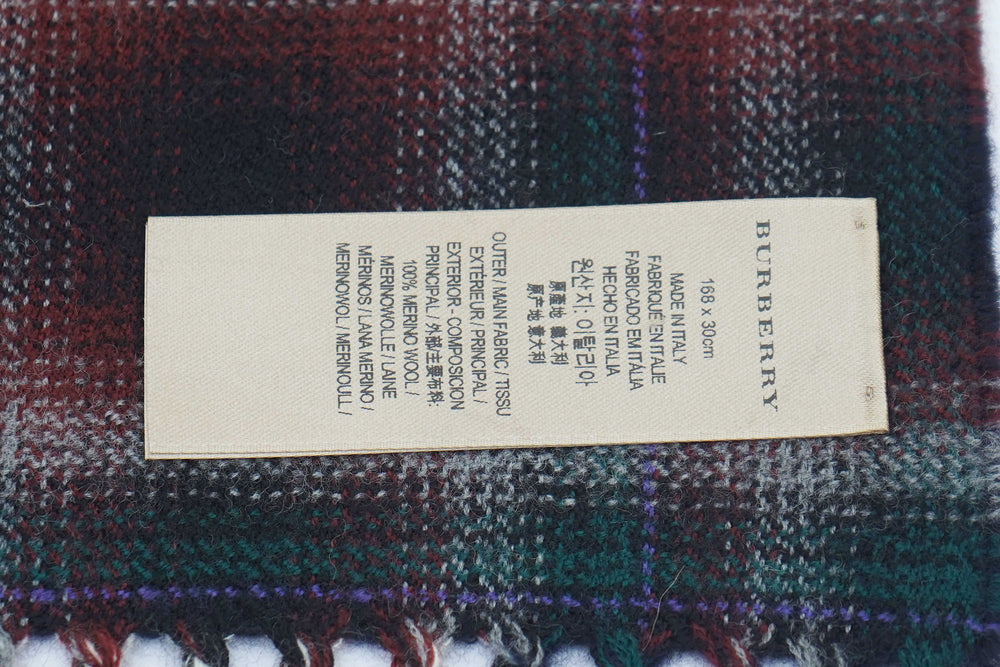 BURBERRY
168 x 30cm
MADE IN ITALY
FABRIQUÉ EN ITALIE
FABRICADO EM ITÁLIA
HECHO EN ITALIA
원산지: 이탈리아
原產地 義大利
原产地 意大利
OUTER / MAIN FABRIC / TISSU
EXTÉRIEUR / PRINCIPAL /
EXTERIOR - COMPOSICION
PRINCIPAL / 外部/主要布料:
100% MERINO WOOL /
MERINOWOLLE / LAINE
MÉRINOS / LANA MERINO /
MERINOWOL / MERINOULL /